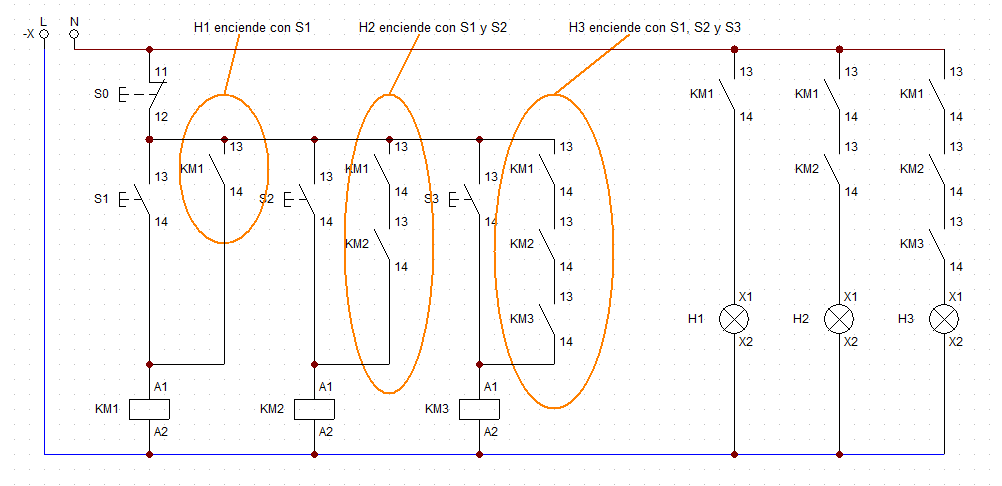 H1 enciende con S1
H2 enciende con S1 y S2
H3 enciende con S1, S2 y S3
L
N
-X
11
S0
12
13
KM1
14
13
S1
14
13
S2
14
13
KM1
14
13
KM2
14
13
S3
14
13
KM1
14
13
KM2
14
13
KM3
14
A1
KM1
A2
A1
KM2
A2
A1
KM3
A2
13
KM1
14
X1
H1
X2
13
KM1
14
13
KM2
14
X1
H2
X2
13
KM1
14
13
KM2
14
13
KM3
14
X1
H3
X2